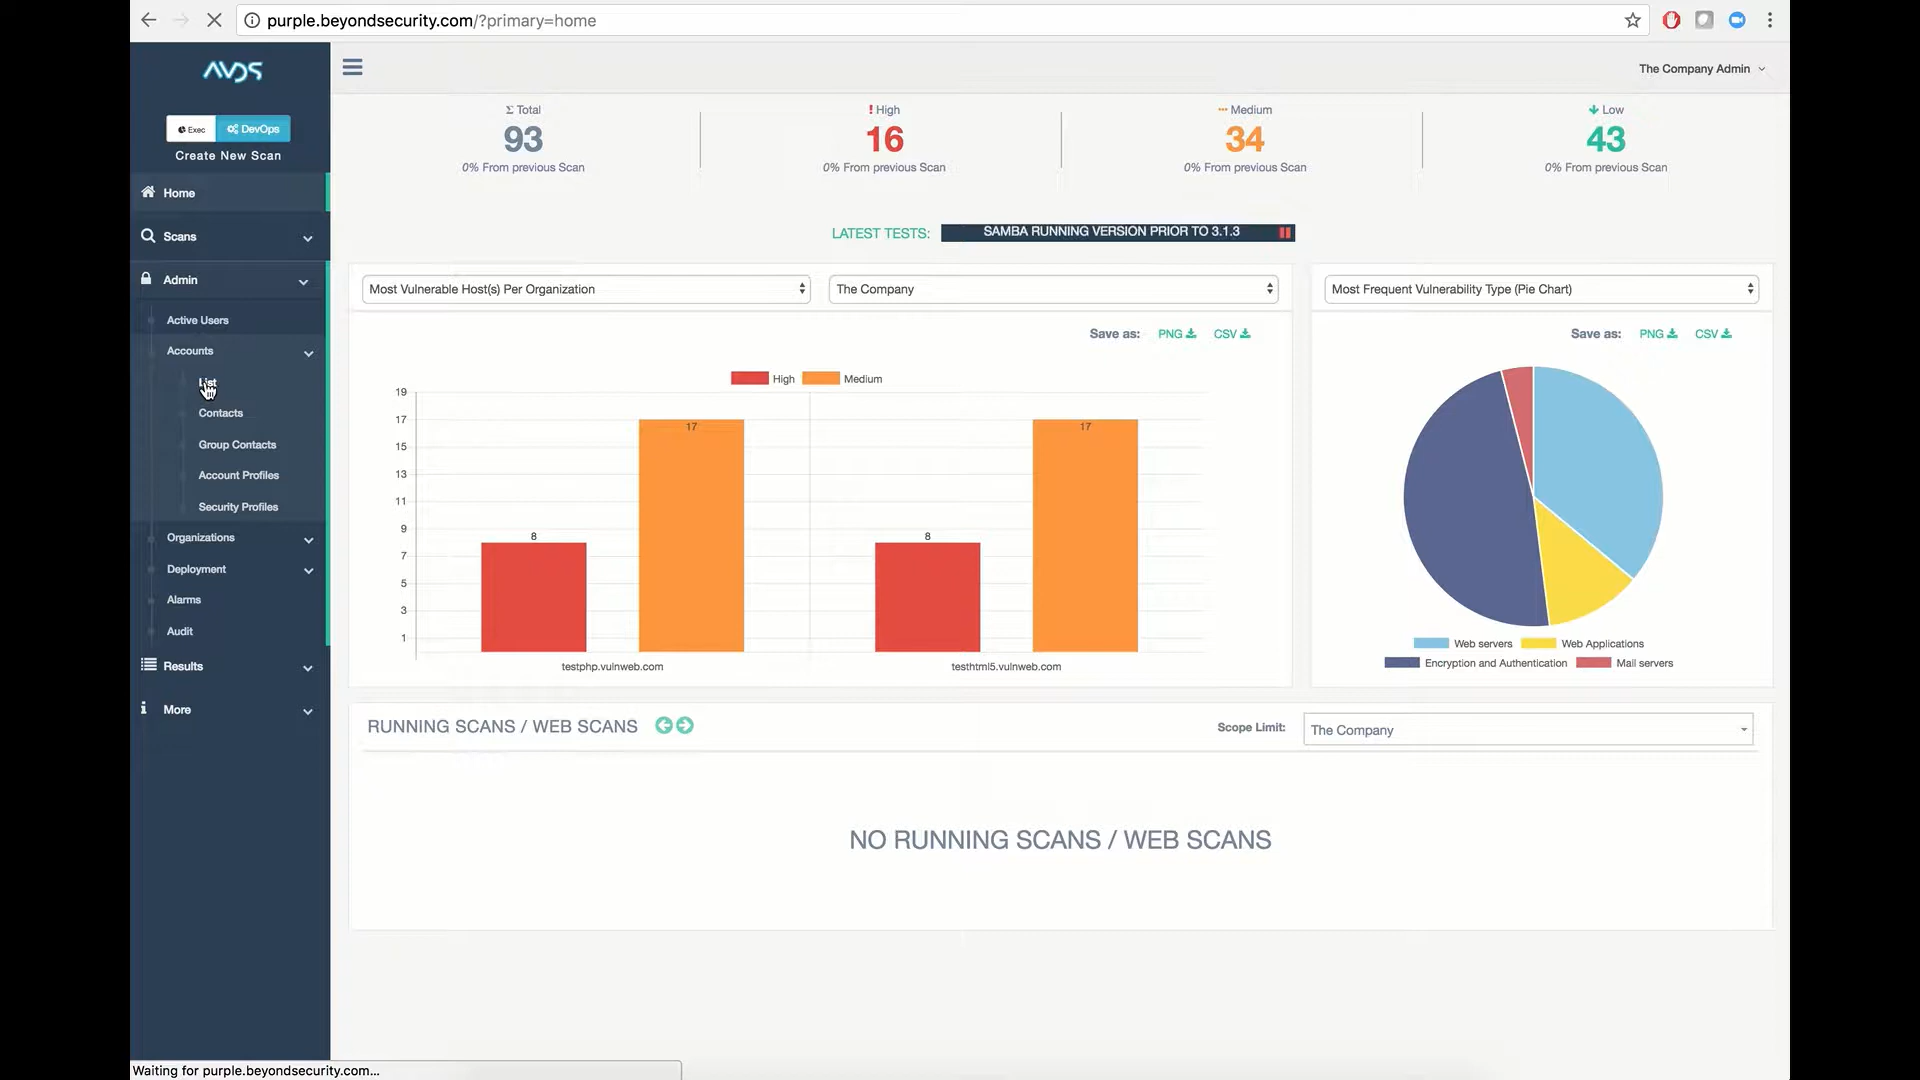 purple.beyondsecurity.com/?primary=home
AVDS
The Company Admin
Exec DevOps
Create New Scan
Σ Total
! High
Medium
Low
93
16
34
43
0% From previous Scan
0% From previous Scan
0% From previous Scan
0% From previous Scan
Home
Scans
Admin
Active Users
Accounts
List
Contacts
Group Contacts
Account Profiles
Security Profiles
Organizations
Deployment
Alarms
Audit
Results
More
LATEST TESTS: SAMBA RUNNING VERSION PRIOR TO 3.1.3
Most Vulnerable Host(s) Per Organization
The Company
Save as: PNG CSV
High Medium
19
17
15
13
11
9
7
5
3
1
8
17
8
17
testphp.vulnweb.com
testhtml5.vulnweb.com
Most Frequent Vulnerability Type (Pie Chart)
Save as: PNG CSV
Web servers Web Applications
Encryption and Authentication Mail servers
RUNNING SCANS / WEB SCANS
Scope Limit: The Company
NO RUNNING SCANS / WEB SCANS
Waiting for purple.beyondsecurity.com...